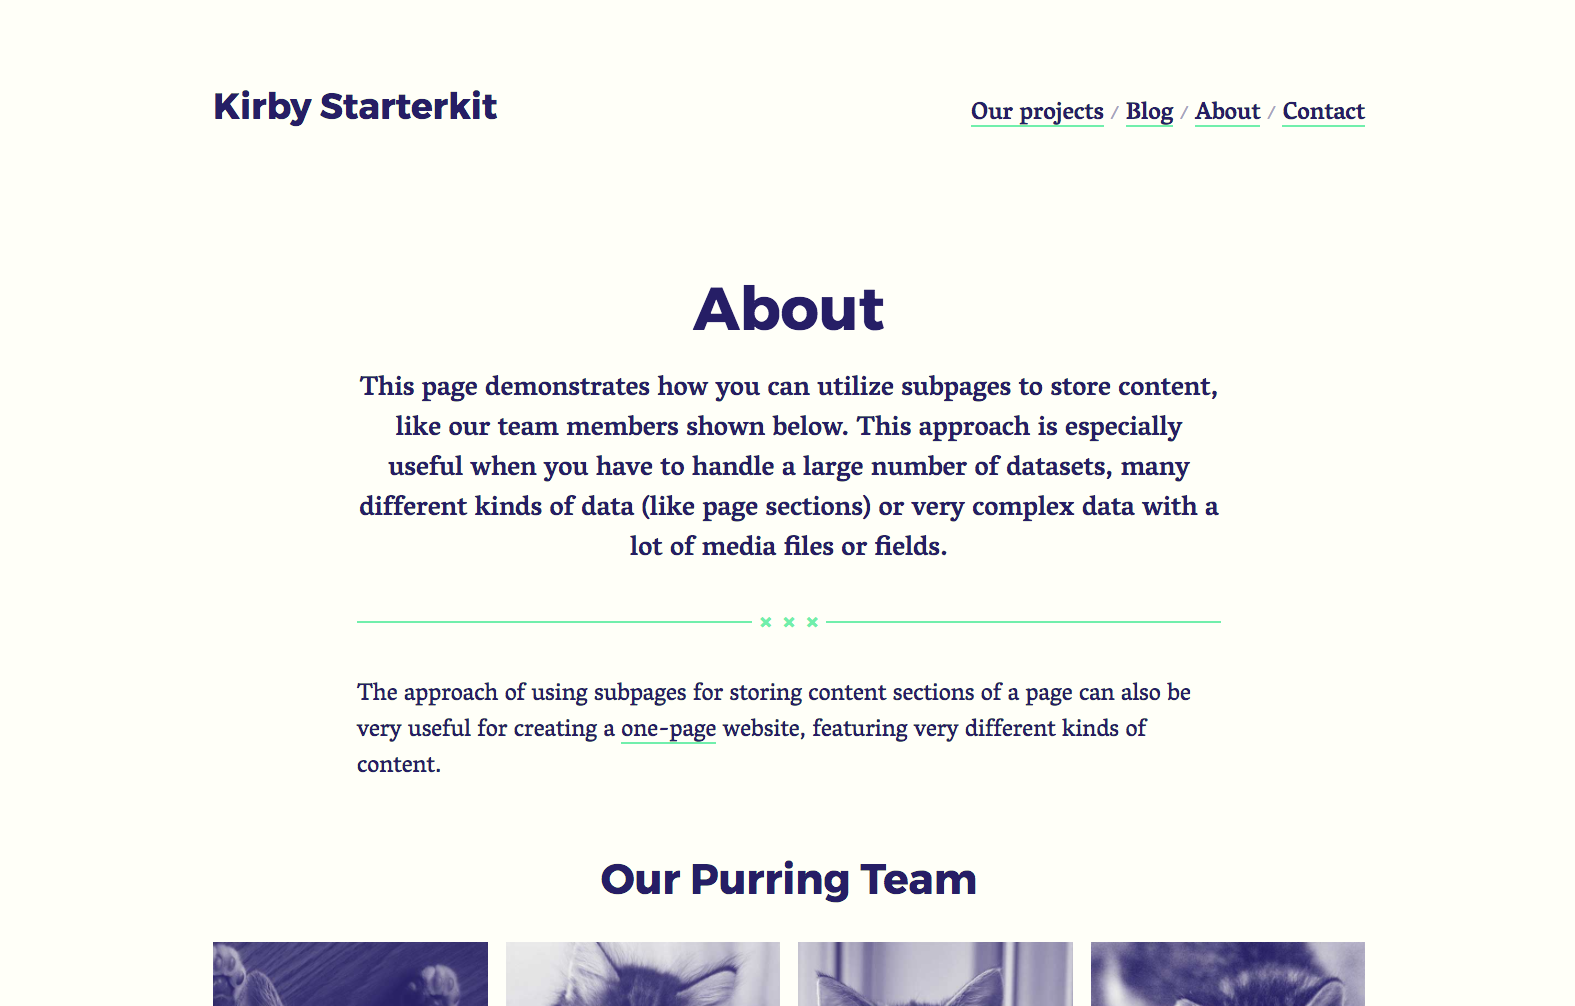 Kirby Starterkit
Our projects / Blog / About / Contact
About
This page demonstrates how you can utilize subpages to store content,
like our team members shown below. This approach is especially
useful when you have to handle a large number of datasets, many
different kinds of data (like page sections) or very complex data with a
lot of media files or fields.
The approach of using subpages for storing content sections of a page can also be
very useful for creating a one-page website, featuring very different kinds of
content.
Our Purring Team